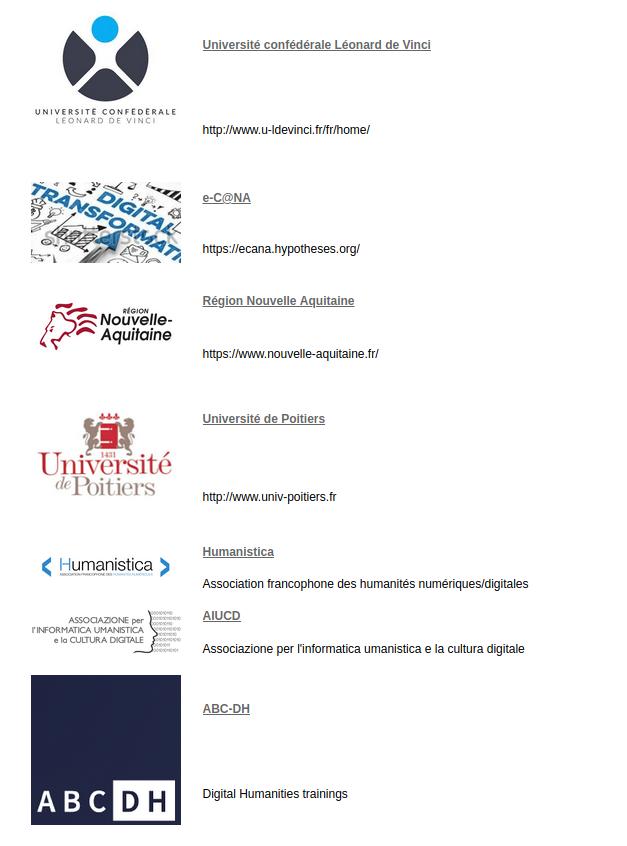 UNIVERSITÉ CONFÉDÉRALE
LÉONARD DE VINCI
Université confédérale Léonard de Vinci
http://www.u-ldevinci.fr/fr/home/
DIGITAL
TRANSFORMATI
e-C@NA
https://ecana.hypotheses.org/
RÉGION
Nouvelle-
Aquitaine
Région Nouvelle Aquitaine
https://www.nouvelle-aquitaine.fr/
1431
Université
de Poitiers
Université de Poitiers
http://www.univ-poitiers.fr
Humanistica
ASSOCIATION FRANCOPHONE DES HUMANITÉS NUMÉRIQUES
Humanistica
Association francophone des humanités numériques/digitales
ASSOCIAZIONE per
l'INFORMATICA UMANISTICA
e la CULTURA DIGITALE
AIUCD
Associazione per l'informatica umanistica e la cultura digitale
ABC DH
ABC-DH
Digital Humanities trainings